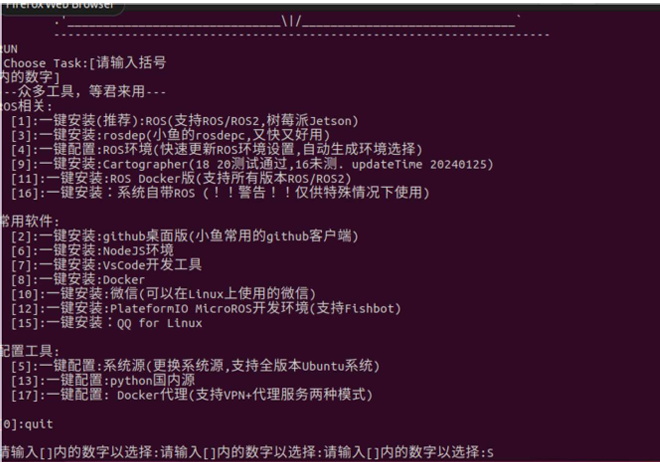 Firefox Web Browser
.'_______________________________\|/_______________________________`
----------------------------------------------------------------------
RUN
Choose Task:[请输入括号
内的数字]
---众多工具，等君来用---
ROS相关:
[1]:一键安装(推荐):ROS(支持ROS/ROS2,树莓派Jetson)
[3]:一键安装:rosdep(小鱼的rosdepc,又快又好用)
[4]:一键配置:ROS环境(快速更新ROS环境设置,自动生成环境选择)
[9]:一键安装:Cartographer(18 20测试通过,16未测. updateTime 20240125)
[11]:一键安装:ROS Docker版(支持所有版本ROS/ROS2)
[16]:一键安装：系统自带ROS (！！警告！！仅供特殊情况下使用)
常用软件:
[2]:一键安装:github桌面版(小鱼常用的github客户端)
[6]:一键安装:NodeJS环境
[7]:一键安装:VsCode开发工具
[8]:一键安装:Docker
[10]:一键安装:微信(可以在Linux上使用的微信)
[12]:一键安装:PlateformIO MicroROS开发环境(支持Fishbot)
[15]:一键安装：QQ for Linux
配置工具:
[5]:一键配置:系统源(更换系统源,支持全版本Ubuntu系统)
[13]:一键配置:python国内源
[17]:一键配置: Docker代理(支持VPN+代理服务两种模式)
[0]:quit
请输入[]内的数字以选择:请输入[]内的数字以选择:请输入[]内的数字以选择:S